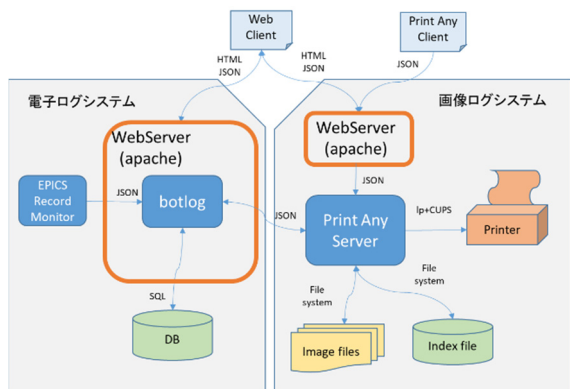 Web
Client
Print Any
Client
HTML
JSON
HTML
JSON
JSON
電子ログシステム
画像ログシステム
WebServer
(apache)
WebServer
(apache)
EPICS
Record
Monitor
JSON
botlog
JSON
JSON
Print Any
Server
lp+CUPS
Printer
SQL
File
system
File
system
DB
Image files
Index file